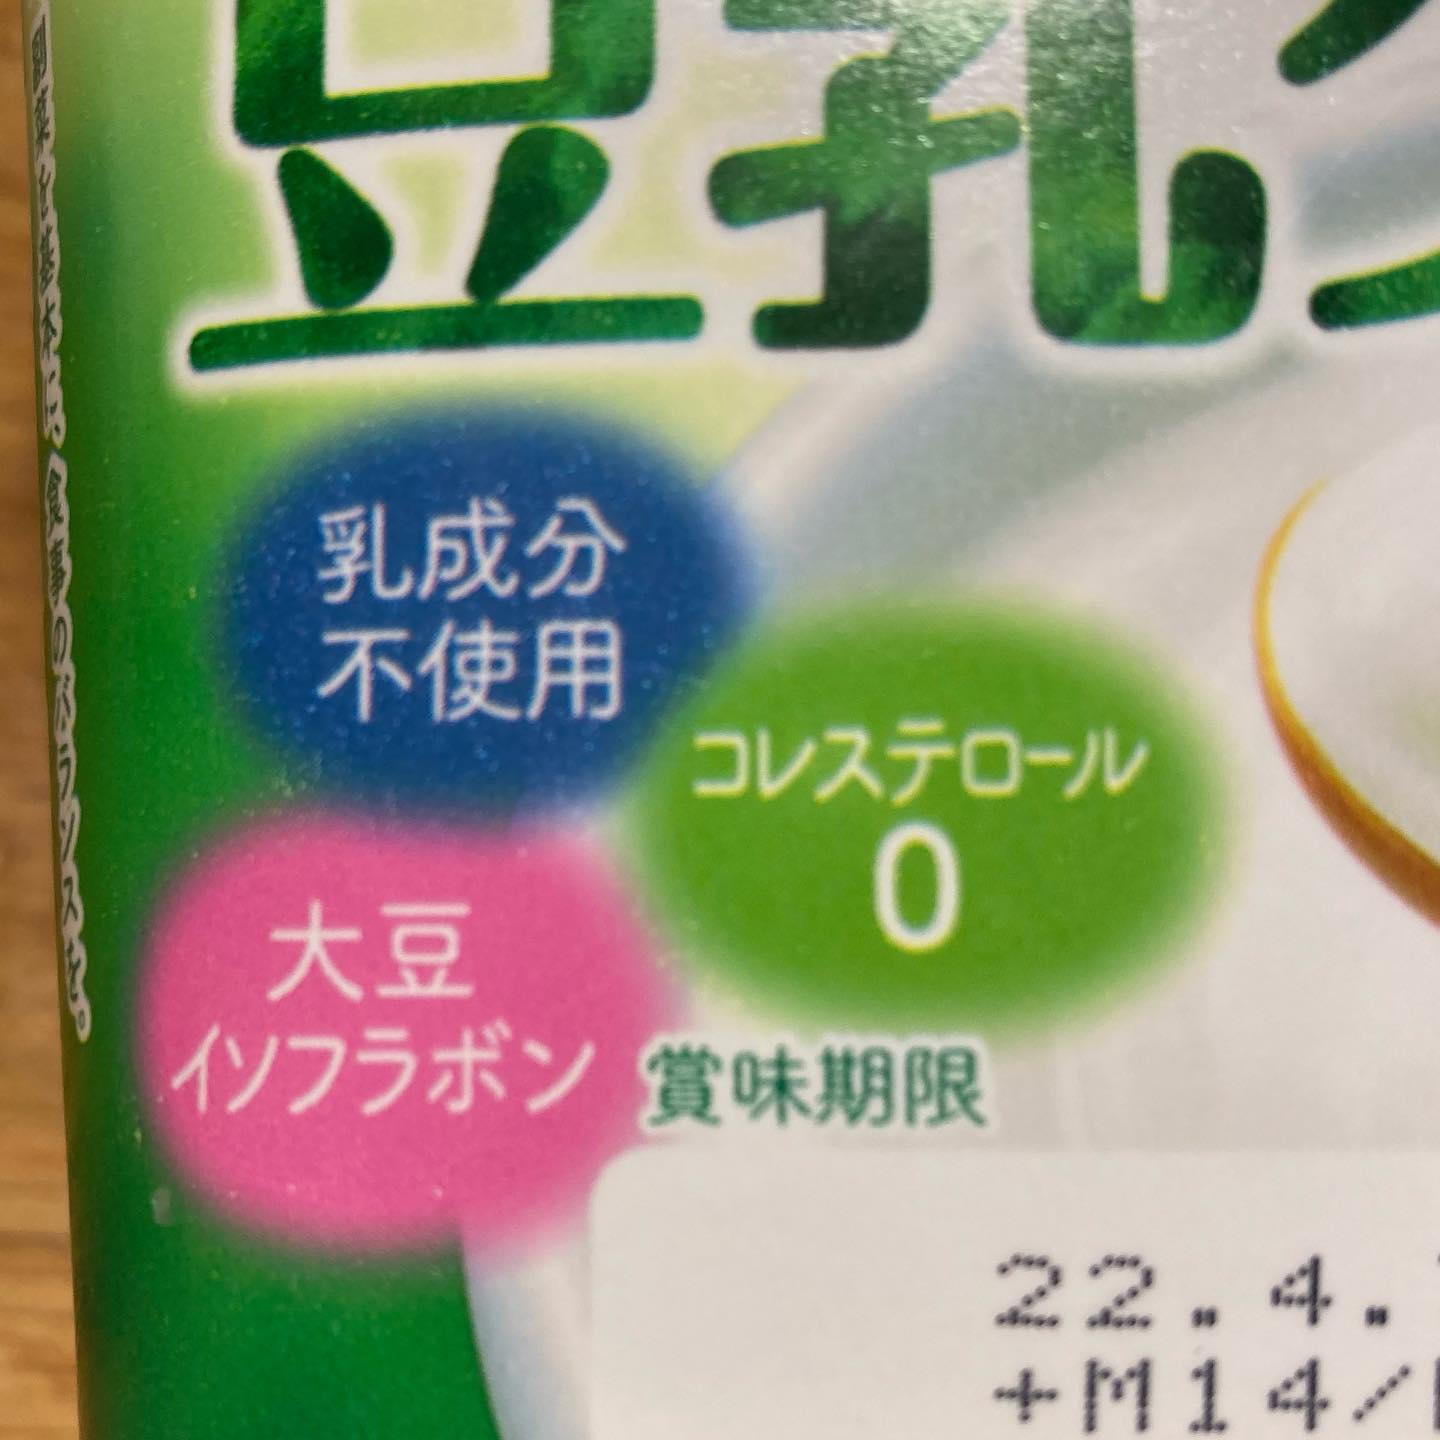 豆乳
乳成分
不使用
コレステロール
0
大豆
イソフラボン
賞味期限
22.4.
+M14/